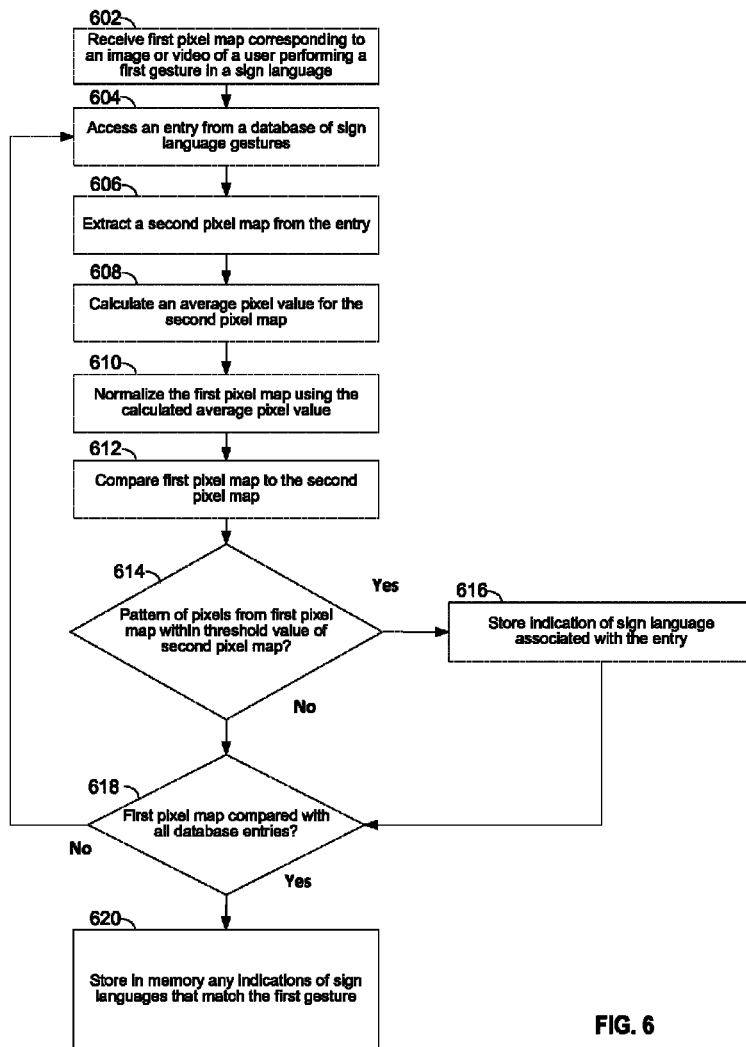 602
Receive first pixel map corresponding to
an image or video of a user performing a
first gesture in a sign language
604
Access an entry from a database of sign
language gestures
606
Extract a second pixel map from the entry
608
Calculate an average pixel value for the
second pixel map
610
Normalize the first pixel map using the
calculated average pixel value
612
Compare first pixel map to the second
pixel map
614
Pattern of pixels from first pixel
map within threshold value of
second pixel map?
Yes
616
Store indication of sign language
associated with the entry
No
618
First pixel map compared with
all database entries?
No
Yes
620
Store in memory any indications of sign
languages that match the first gesture
FIG. 6